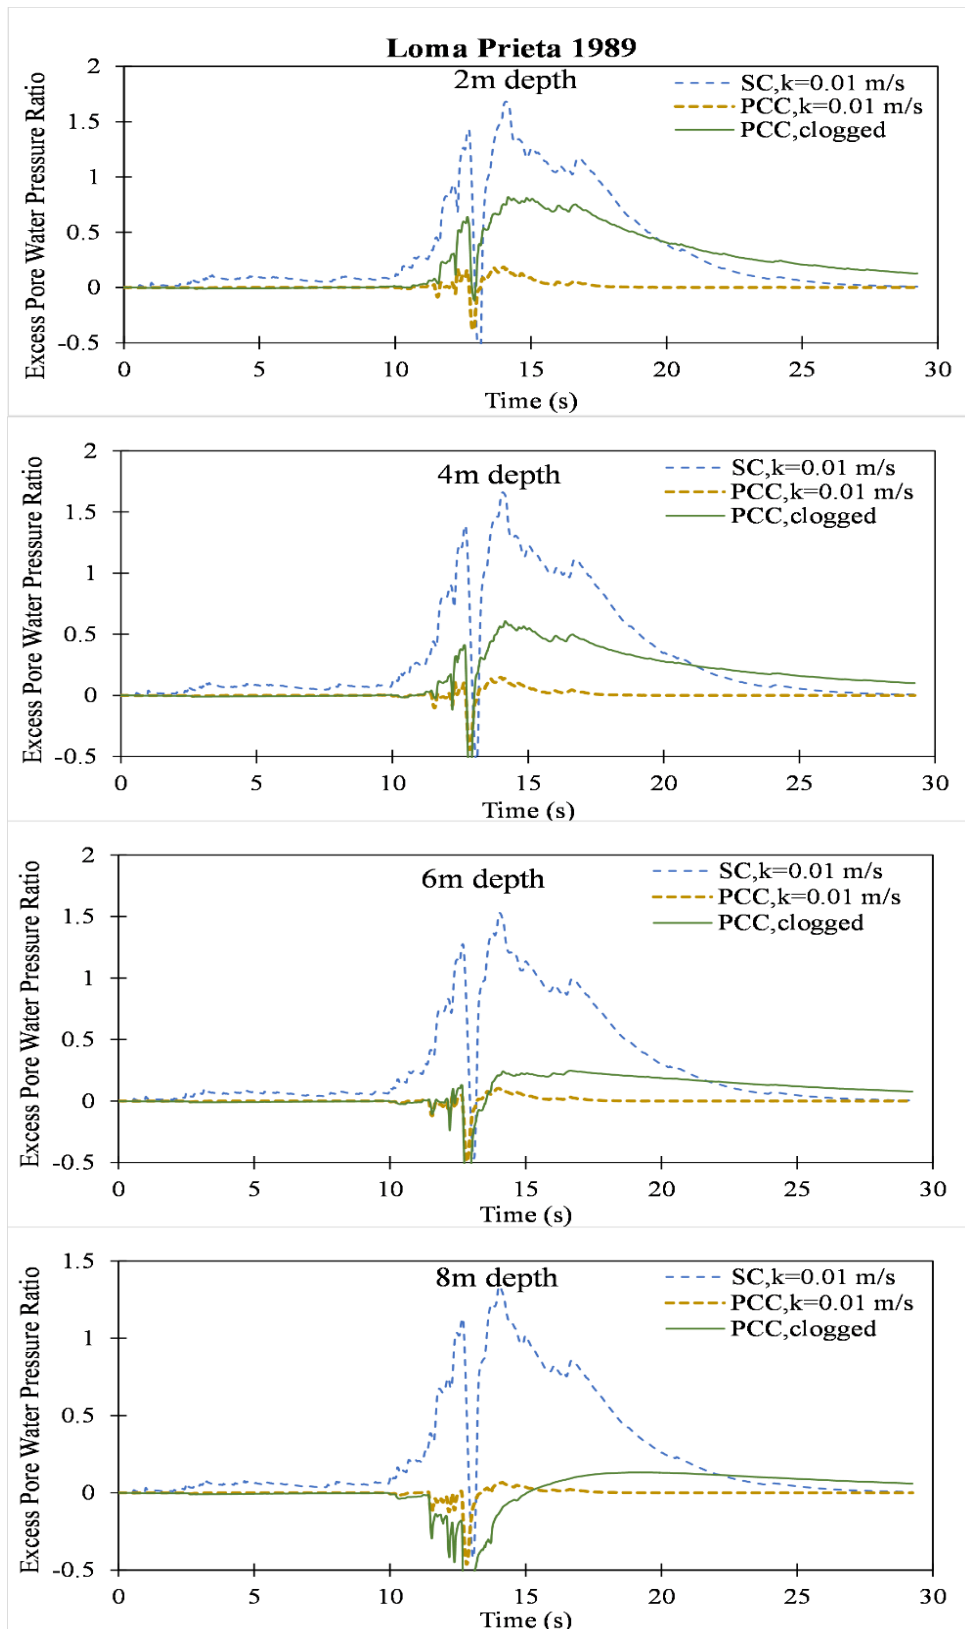 Loma Prieta 1989
2m depth
SC,k=0.01 m/s
PCC,k=0.01 m/s
PCC,clogged
Excess Pore Water Pressure Ratio
2
1.5
1
0.5
0
-0.5
0 5 10 15 20 25 30
Time (s)
4m depth
SC,k=0.01 m/s
PCC,k=0.01 m/s
PCC,clogged
Excess Pore Water Pressure Ratio
2
1.5
1
0.5
0
-0.5
0 5 10 15 20 25 30
Time (s)
6m depth
SC,k=0.01 m/s
PCC,k=0.01 m/s
PCC,clogged
Excess Pore Water Pressure Ratio
2
1.5
1
0.5
0
-0.5
0 5 10 15 20 25 30
Time (s)
8m depth
SC,k=0.01 m/s
PCC,k=0.01 m/s
PCC,clogged
Excess Pore Water Pressure Ratio
1.5
1
0.5
0
-0.5
0 5 10 15 20 25 30
Time (s)